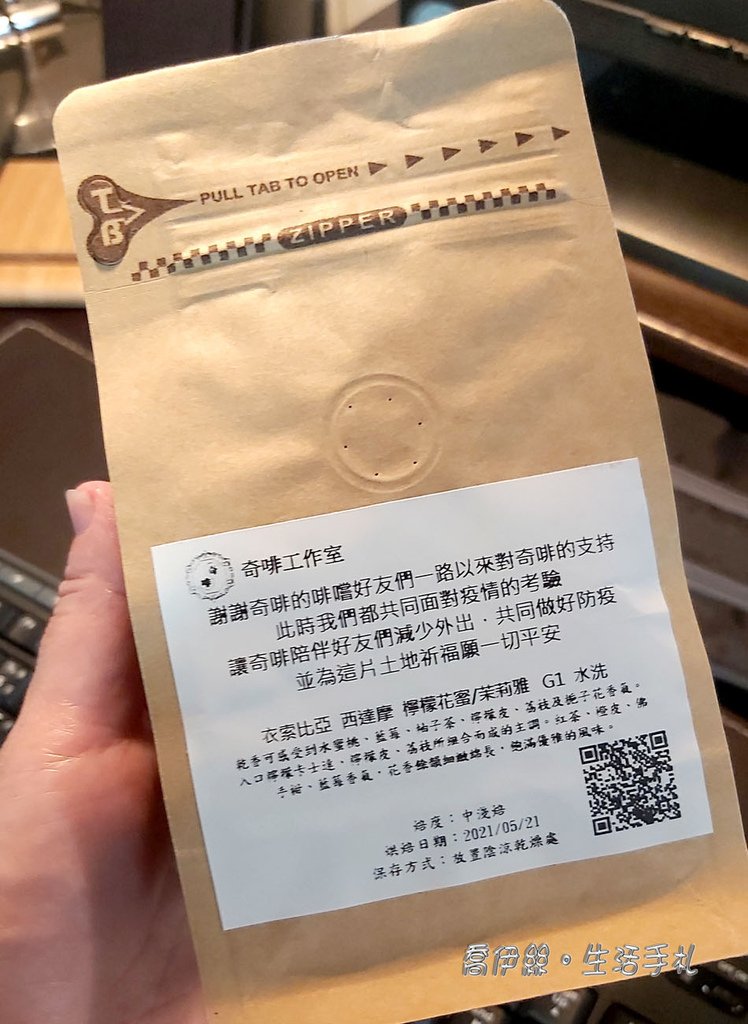 TB
PULL TAB TO OPEN
ZIPPER
奇啡
奇啡工作室
謝謝奇啡的啡嚐好友們一路以來對奇啡的支持
此時我們都共同面對疫情的考驗
讓奇啡陪伴好友們減少外出，共同做好防疫
並為這片土地祈福願一切平安
衣索比亞 西達摩 檸檬花蜜/茉莉雅 G1 水洗
乾香可感受到水蜜桃、藍莓、柚子茶、檸檬皮、荔枝及梔子花香氣。
入口檸檬卡士達、檸檬皮、荔枝所組合而成的主調。紅茶、橙皮、佛
手柑、藍莓香氣，花香餘韻細緻綿長，飽滿優雅的風味。
焙度：中淺焙
烘焙日期：2021/05/21
保存方式：放置陰涼乾燥處
喬伊絲。生活手札